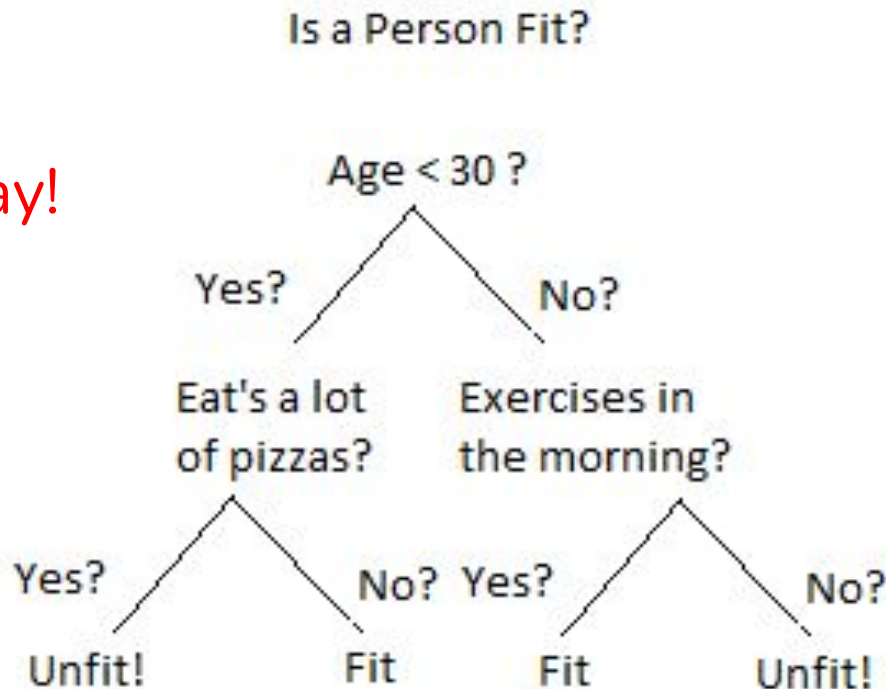 Is a Person Fit?
Age < 30 ?
ay!
Yes?
No?
Eat's a lot
of pizzas?
Exercises in
the morning?
Yes?
No?
Yes?
No?
Unfit!
Fit
Fit
Unfit!